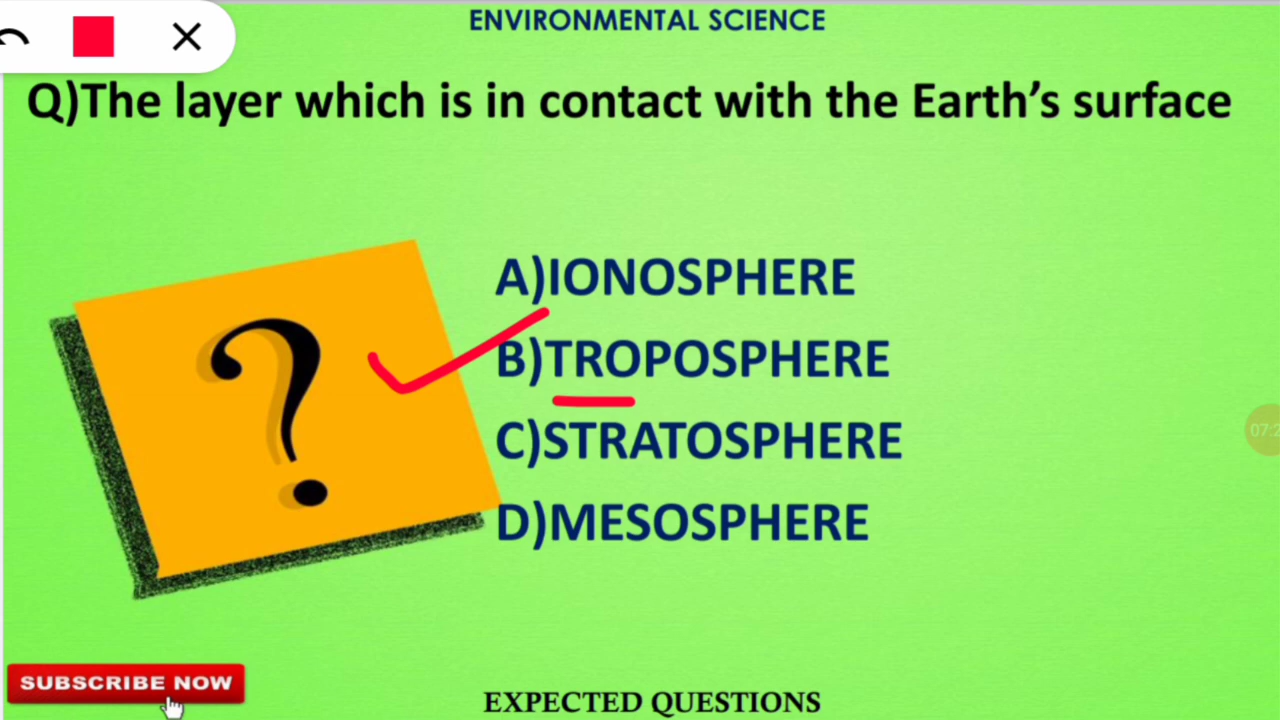 ENVIRONMENTAL SCIENCE
Q)The layer which is in contact with the Earth's surface
?
A)IONOSPHERE
B)TROPOSPHERE
C)STRATOSPHERE
D)MESOSPHERE
SUBSCRIBE NOW
EXPECTED QUESTIONS